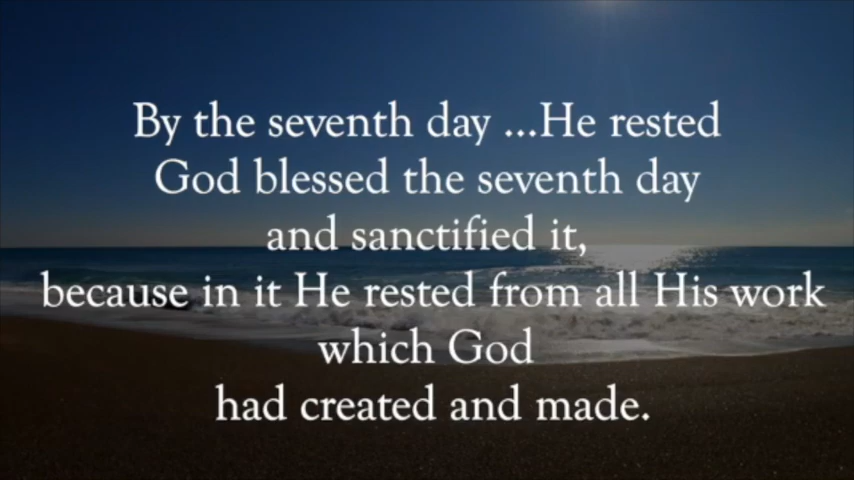 By the seventh day ...He rested
God blessed the seventh day
and sanctified it,
because in it He rested from all His work
which God
had created and made.